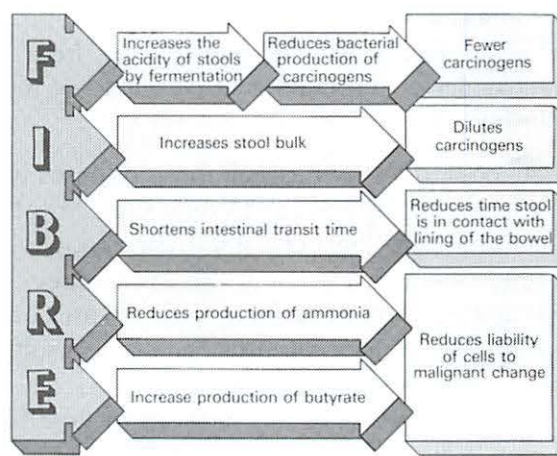 F
Increases the
acidity of stools
by fermentation
Reduces bacterial
production of
carcinogens
Fewer
carcinogens
I
Increases stool bulk
Dilutes
carcinogens
B
Shortens intestinal transit time
Reduces time stool
is in contact with
lining of the bowel
R
Reduces production of ammonia
Reduces liability
of cells to
malignant change
E
Increase production of butyrate